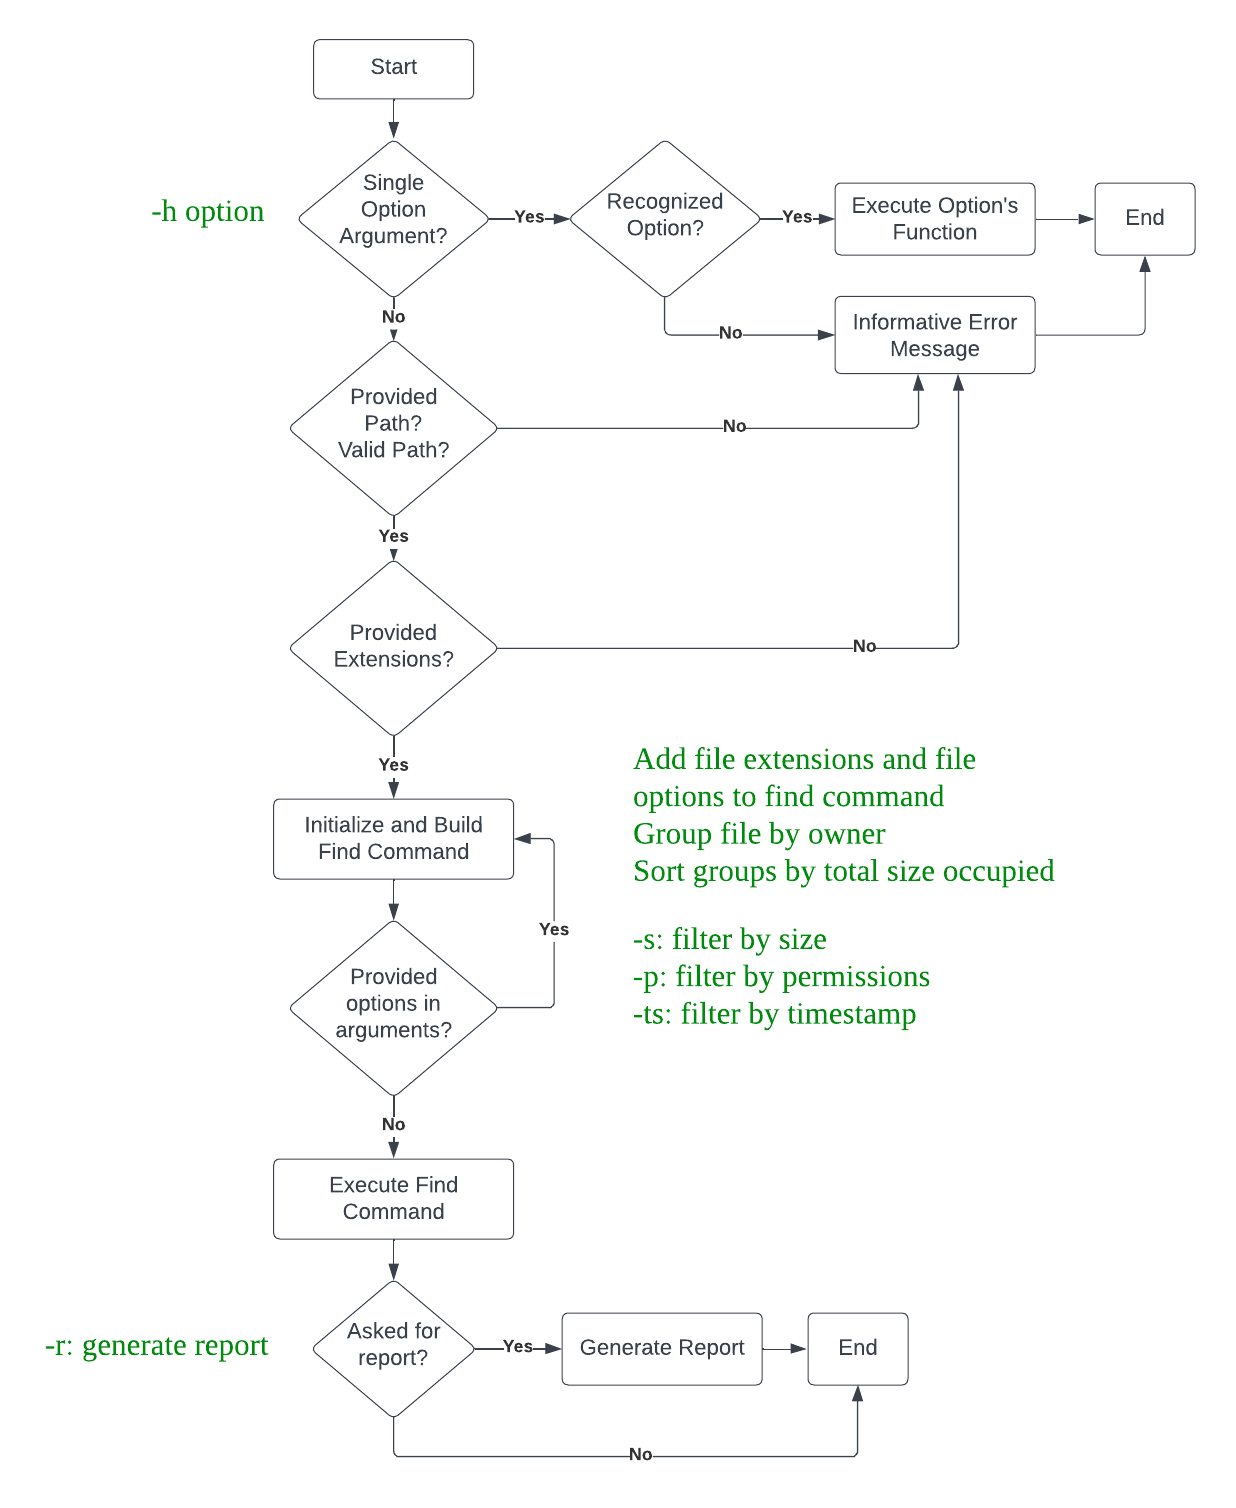 Start
Single
Option
Argument?
-h option
Yes
Recognized
Option?
Yes
Execute Option's
Function
End
No
No
Informative Error
Message
Provided
Path?
Valid Path?
No
Yes
Provided
Extensions?
No
Yes
Add file extensions and file
options to find command
Group file by owner
Sort groups by total size occupied
-s: filter by size
-p: filter by permissions
-ts: filter by timestamp
Initialize and Build
Find Command
Yes
Provided
options in
arguments?
No
Execute Find
Command
-r: generate report
Asked for
report?
Yes
Generate Report
End
No